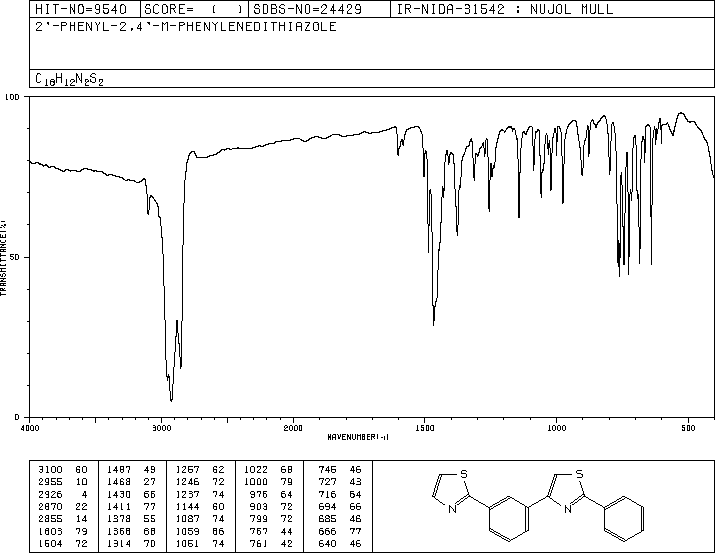 HIT-NO=9540 SCORE= ( ) SDBS-NO=24429 IR-NIDA-31542 : NUJOL MULL
2'-PHENYL-2,4'-M-PHENYLENEDITHIAZOLE
C18H12N2S2
100
TRANSMITTANCE(%)
50
0
4000 3000 2000 1500 1000 500
WAVENUMBER(-1)
3100 60 1487 49 1257 62 1022 68 746 46
2955 10 1468 27 1246 72 1000 79 727 43
2926 4 1430 66 1237 74 976 64 716 64
2870 22 1411 77 1144 60 903 72 694 66
2855 14 1378 55 1087 74 799 72 685 46
1603 79 1368 68 1059 66 767 44 666 77
1504 72 1314 70 1051 74 761 42 640 46
S S
N N